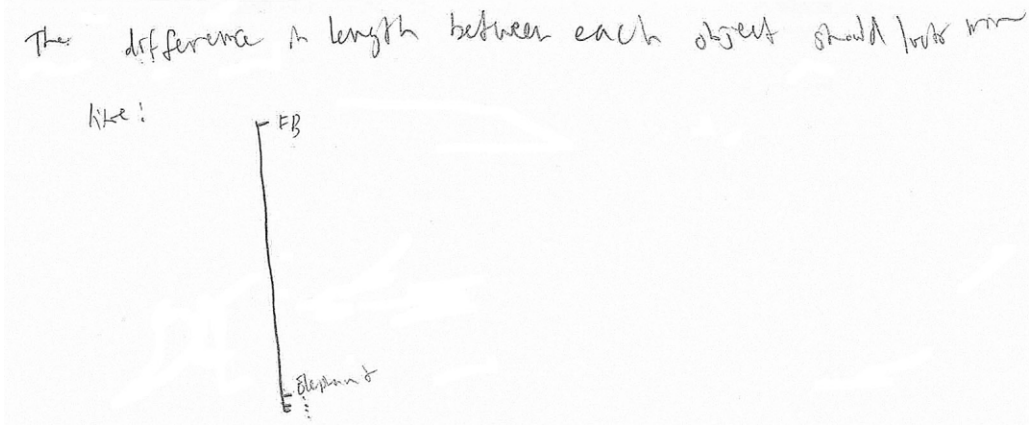 The difference in length between each object should look more
like:
FB
Elephant